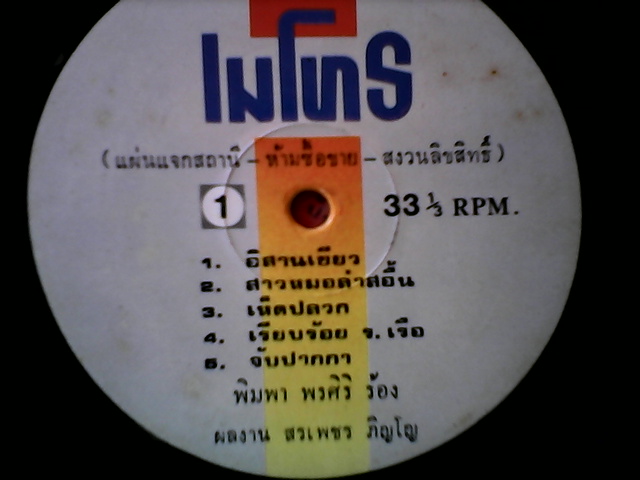 ไมโทร
(แผ่นแจกสถานี - ห้ามซื้อขาย - สงวนลิขสิทธิ์)
1
33 1/3 RPM.
1. อิสานเขียว
2. สาวหมอลำสอื้น
3. เห็ดปลวก
4. เรียบร้อย ร.เรือ
5. จับปากกา
พิมพา พรศิริ ร้อง
ผลงาน สรเพชร ภิญโญ